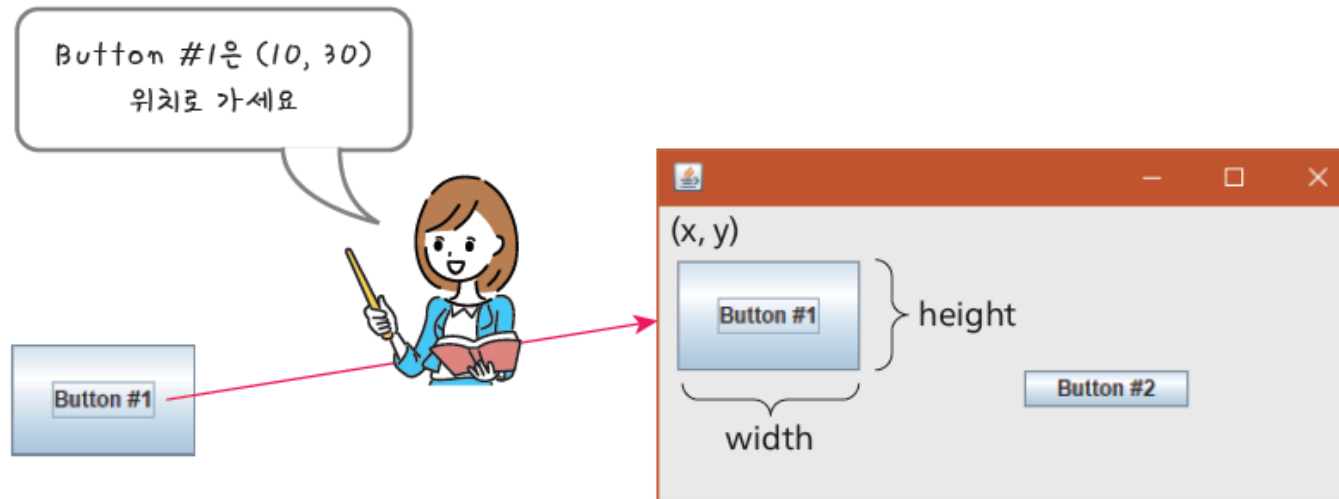 Button #1은 (10, 30)
위치로 가세요
(x, y)
Button #1
height
Button #2
width
Button #1